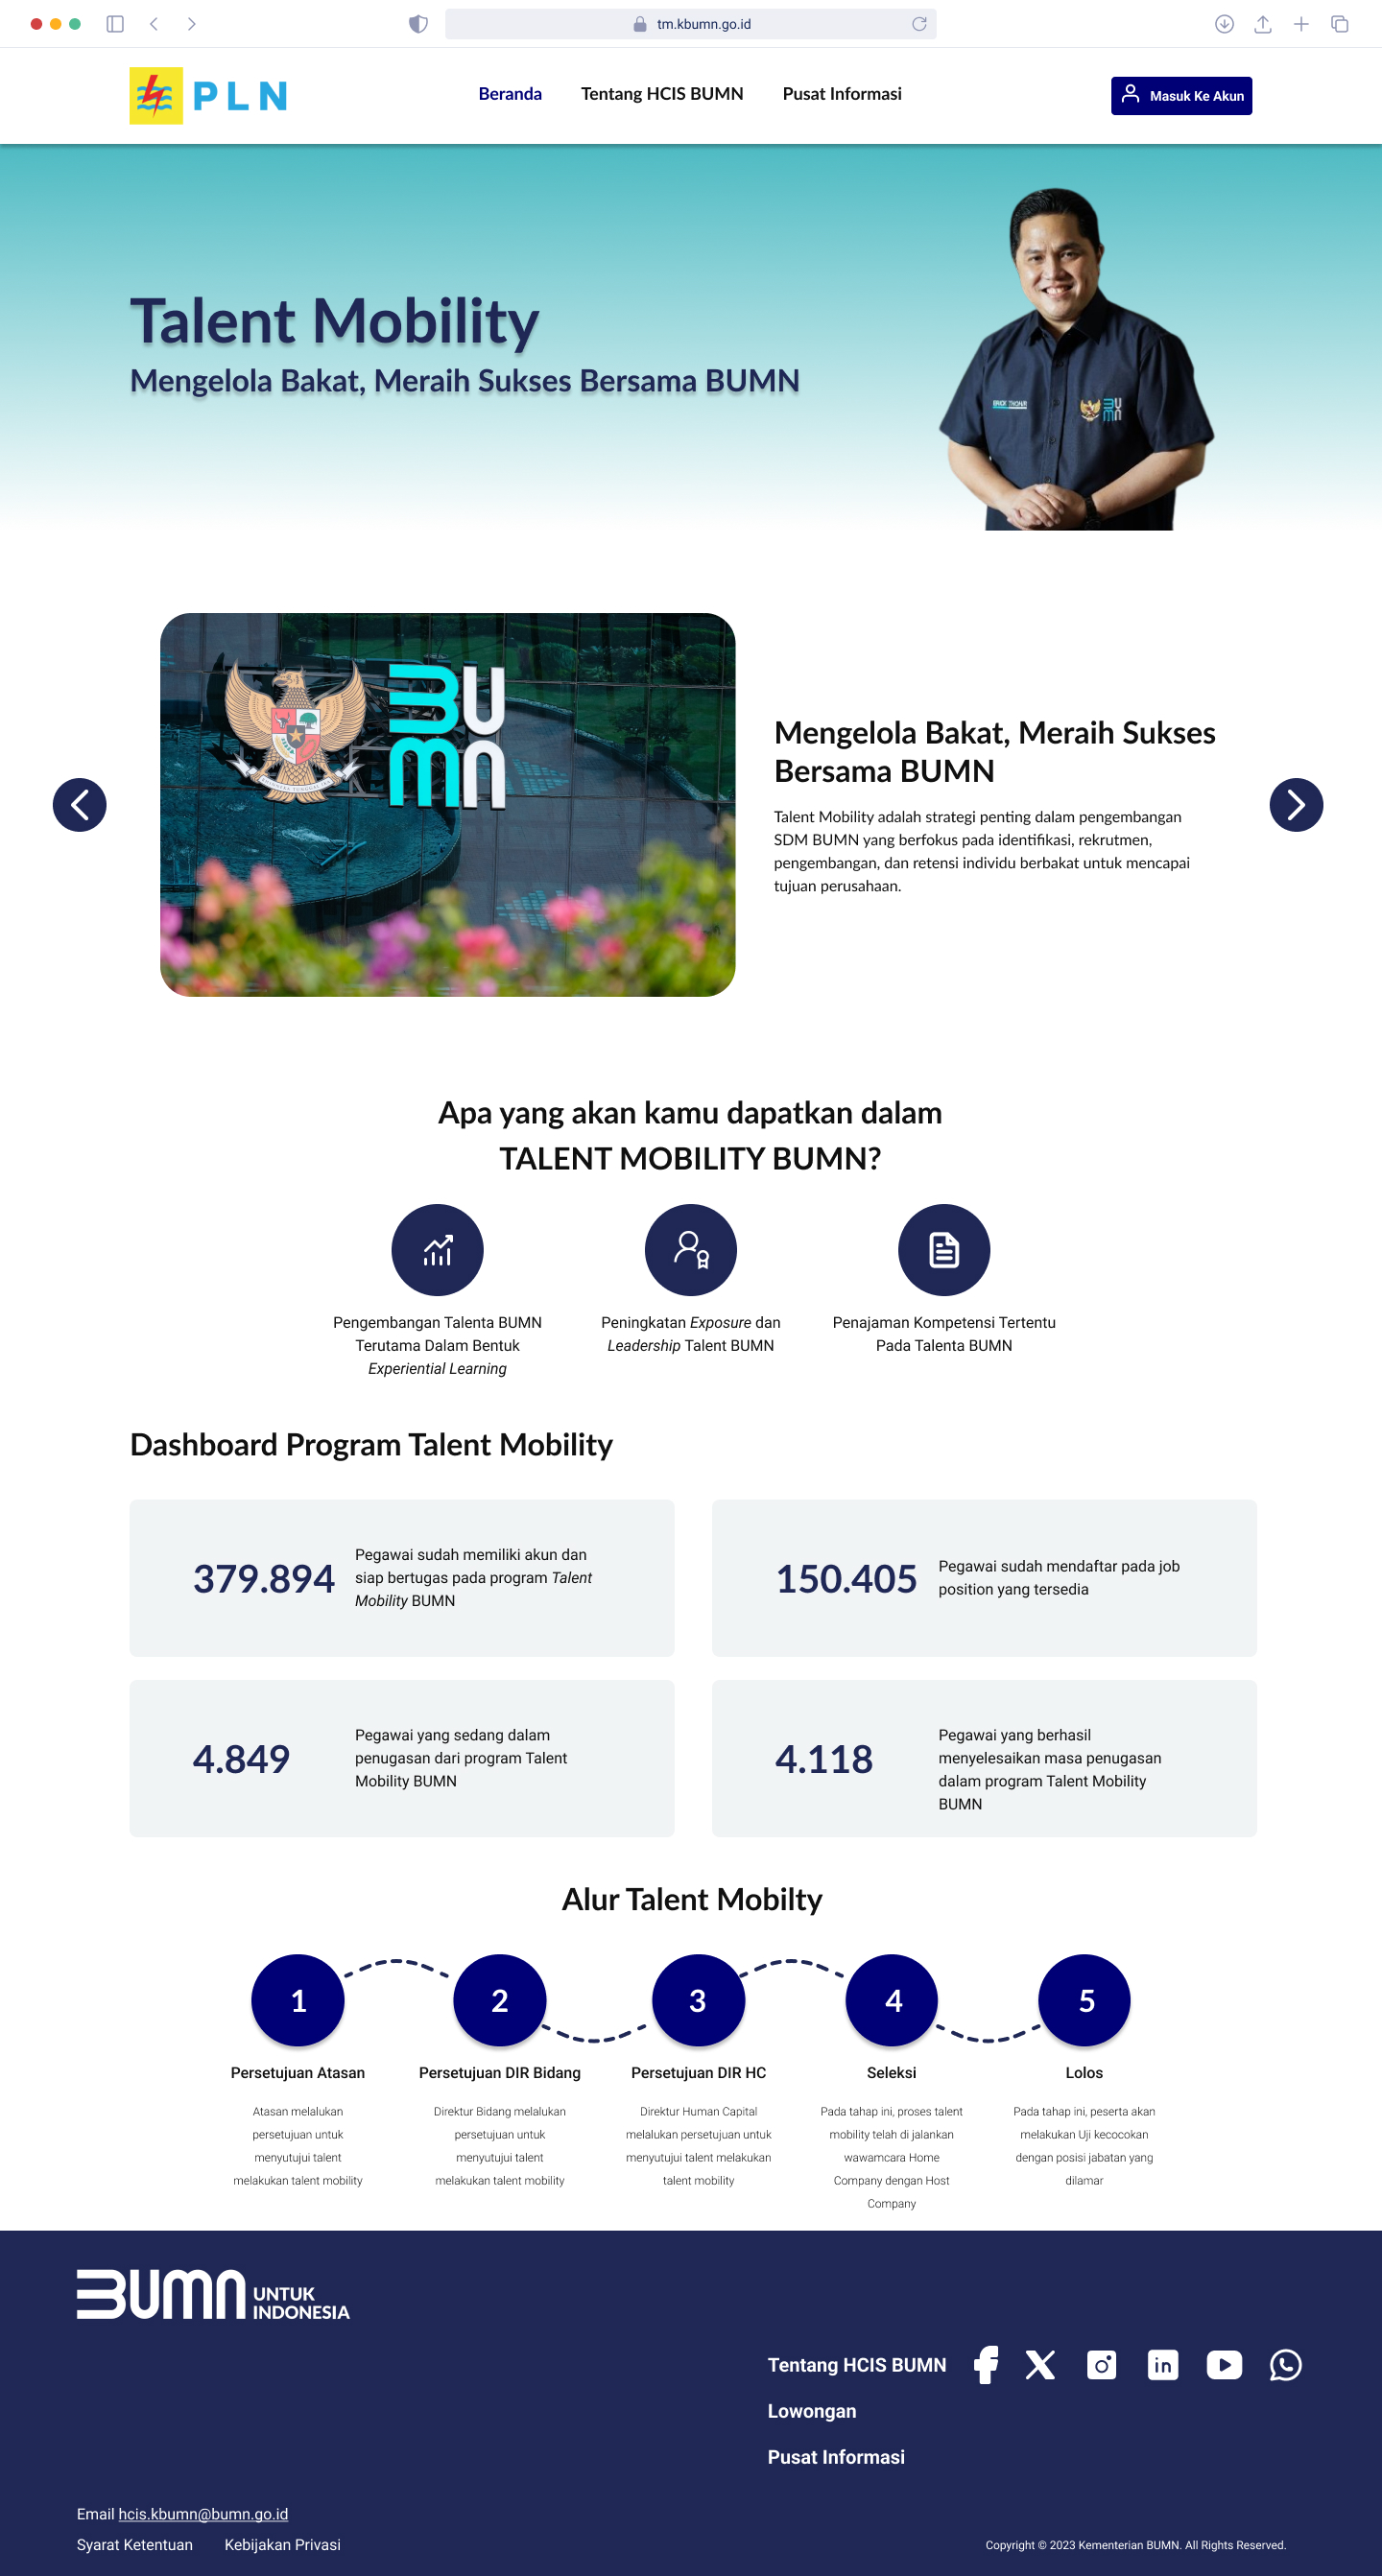 tm.kbumn.go.id
PLN
Beranda
Tentang HCIS BUMN
Pusat Informasi
Masuk Ke Akun
Talent Mobility
Mengelola Bakat, Meraih Sukses Bersama BUMN
ERICK THOHIR
BUMN
BUMN
Mengelola Bakat, Meraih Sukses
Bersama BUMN
Talent Mobility adalah strategi penting dalam pengembangan
SDM BUMN yang berfokus pada identifikasi, rekrutmen,
pengembangan, dan retensi individu berbakat untuk mencapai
tujuan perusahaan.
Apa yang akan kamu dapatkan dalam
TALENT MOBILITY BUMN?
Pengembangan Talenta BUMN
Terutama Dalam Bentuk
Experiential Learning
Peningkatan Exposure dan
Leadership Talent BUMN
Penajaman Kompetensi Tertentu
Pada Talenta BUMN
Dashboard Program Talent Mobility
379.894
Pegawai sudah memiliki akun dan
siap bertugas pada program Talent
Mobility BUMN
150.405
Pegawai sudah mendaftar pada job
position yang tersedia
4.849
Pegawai yang sedang dalam
penugasan dari program Talent
Mobility BUMN
4.118
Pegawai yang berhasil
menyelesaikan masa penugasan
dalam program Talent Mobility
BUMN
Alur Talent Mobilty
1
Persetujuan Atasan
Atasan melalukan
persetujuan untuk
menyutujui talent
melakukan talent mobility
2
Persetujuan DIR Bidang
Direktur Bidang melalukan
persetujuan untuk
menyutujui talent
melakukan talent mobility
3
Persetujuan DIR HC
Direktur Human Capital
melalukan persetujuan untuk
menyutujui talent melakukan
talent mobility
4
Seleksi
Pada tahap ini, proses talent
mobility telah di jalankan
wawamcara Home
Company dengan Host
Company
5
Lolos
Pada tahap ini, peserta akan
melakukan Uji kecocokan
dengan posisi jabatan yang
dilamar
BUMN UNTUK
INDONESIA
Tentang HCIS BUMN
Lowongan
Pusat Informasi
Email hcis.kbumn@bumn.go.id
Syarat Ketentuan
Kebijakan Privasi
Copyright © 2023 Kementerian BUMN. All Rights Reserved.